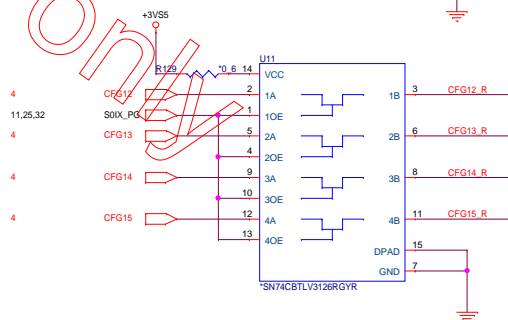 only
+3VS5
R129 *0_6 14 VCC
U11
4 CFG12 2 1A 1B 3 CFG12_R
11,25,32 S0IX_PG 1 1OE
4 CFG13 5 2A 2B 6 CFG13_R
4 2OE
4 CFG14 9 3A 3B 8 CFG14_R
10 3OE
4 CFG15 12 4A 4B 11 CFG15_R
13 4OE
DPAD 15
GND 7
*SN74CBTLV3126RGYR